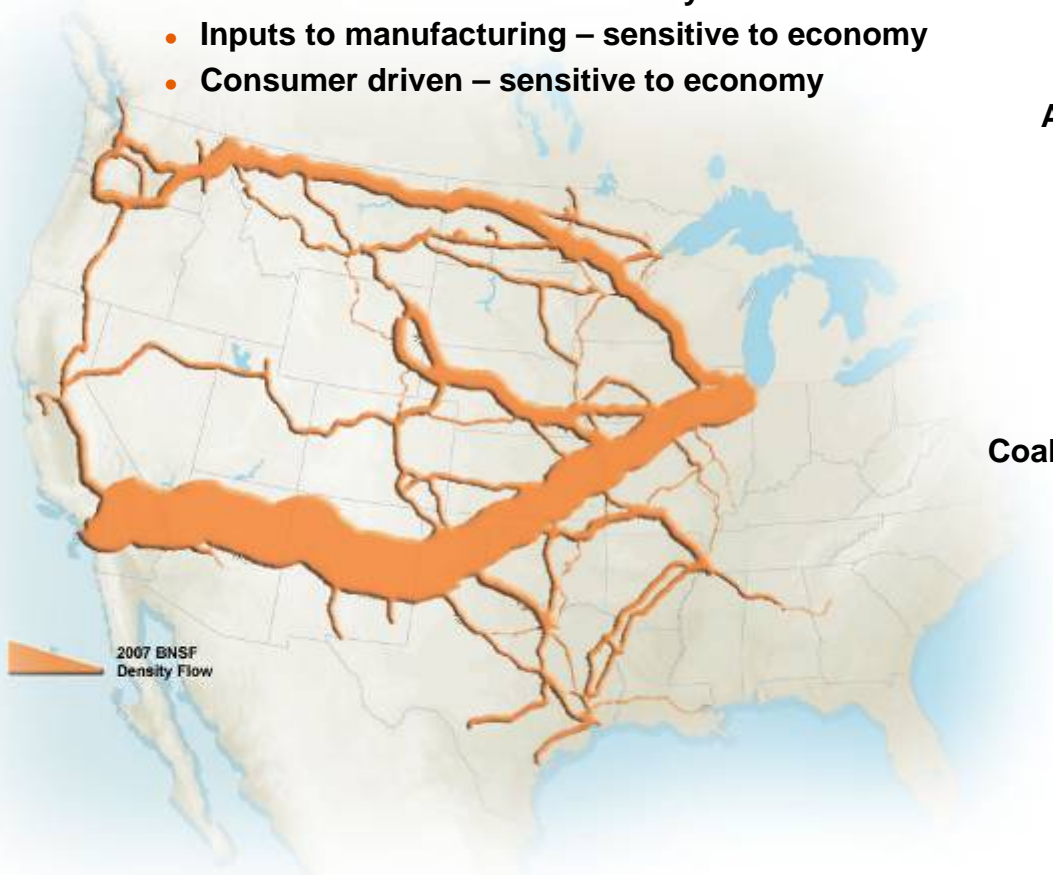 • Inputs to manufacturing – sensitive to economy
• Consumer driven – sensitive to economy
A
Coal
2007 BNSF
Density Flow